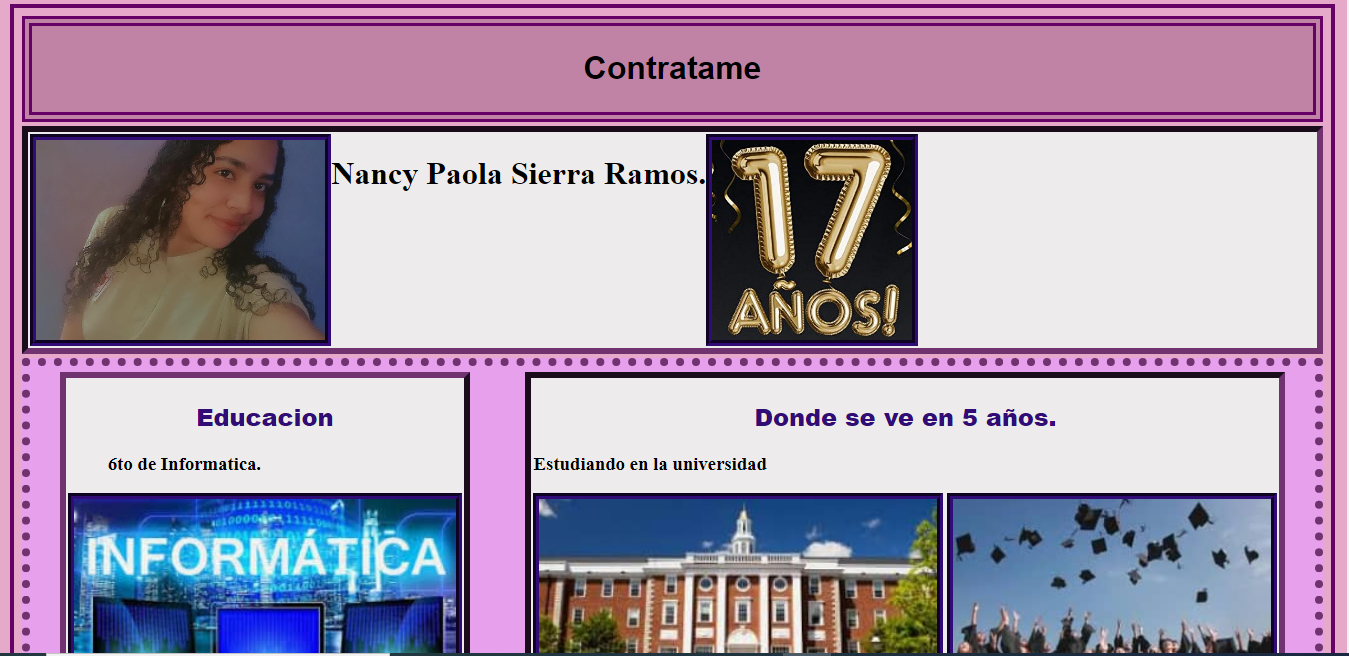 Contratame
Nancy Paola Sierra Ramos.
17
AÑOS!
Educacion
6to de Informatica.
INFORMÁTICA
Donde se ve en 5 años.
Estudiando en la universidad